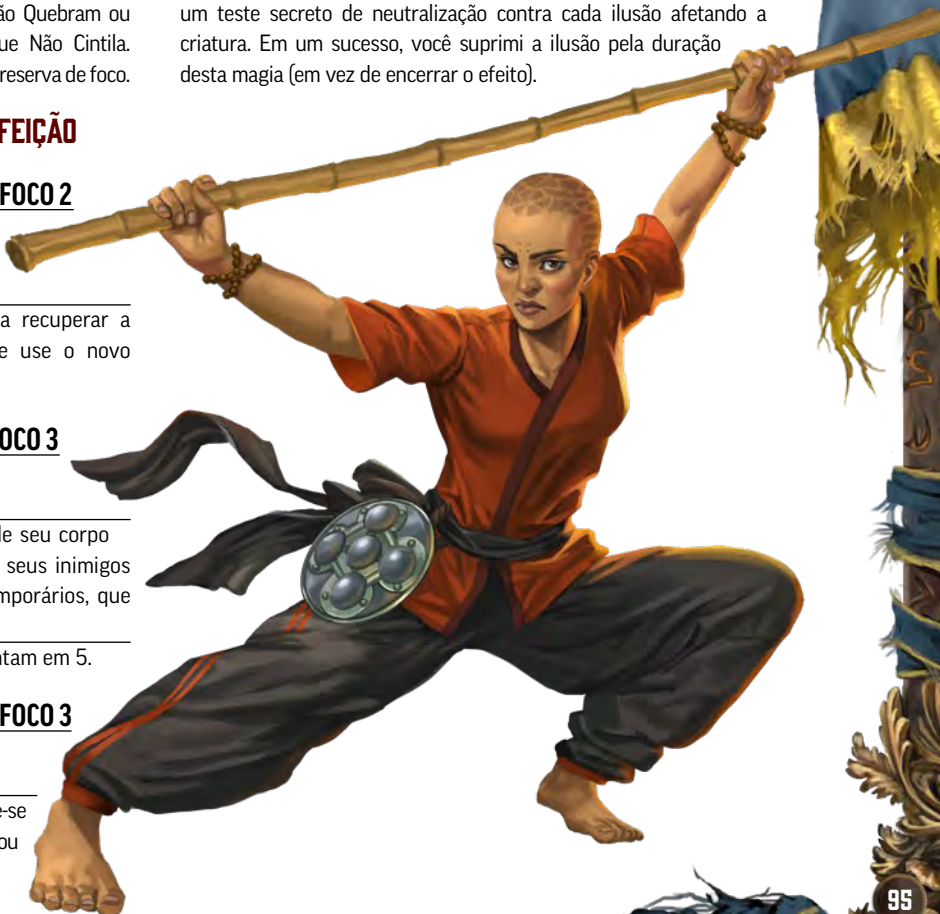 ão Quebram ou
ue Não Cintila.
reserva de foco.
FEIÇÃO
FOCO 2
a recuperar a
e use o novo
OCO 3
le seu corpo
seus inimigos
mporários, que
ntam em 5.
FOCO 3
e-se
ou
um teste secreto de neutralização contra cada ilusão afetando a
criatura. Em um sucesso, você suprimi a ilusão pela duração
desta magia (em vez de encerrar o efeito).
95